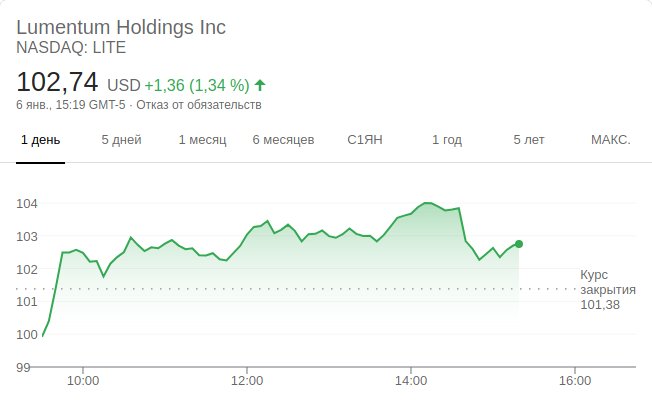 Lumentum Holdings Inc
NASDAQ: LITE
102,74 USD +1,36 (1,34 %)
6 янв., 15:19 GMT-5 · Отказ от обязательств
1 день 5 дней 1 месяц 6 месяцев С1ЯН 1 год 5 лет МАКС.
104
103
102
Курс
закрытия
101,38
101
100
99
10:00 12:00 14:00 16:00